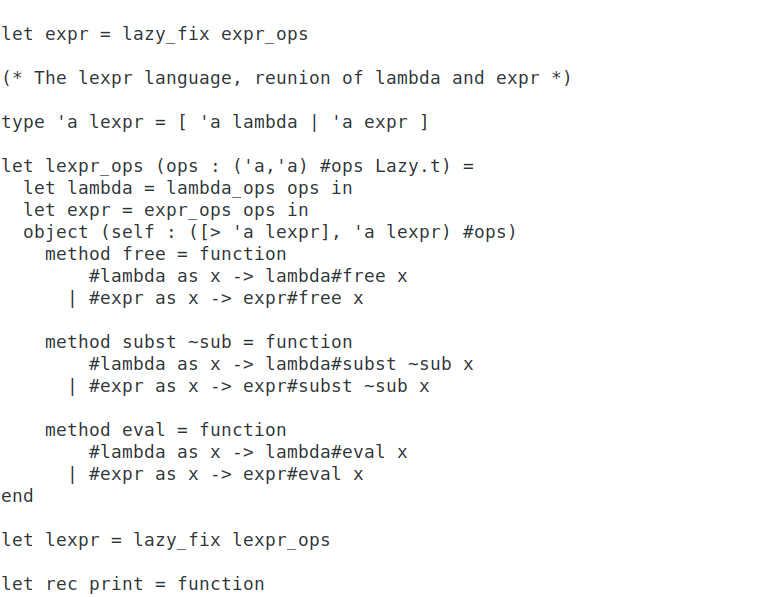 let expr = lazy_fix expr_ops

(* The lexpr language, reunion of lambda and expr *)

type 'a lexpr = [ 'a lambda | 'a expr ]

let lexpr_ops (ops : ('a,'a) #ops Lazy.t) =
  let lambda = lambda_ops ops in
  let expr = expr_ops ops in
  object (self : ([> 'a lexpr], 'a lexpr) #ops)
    method free = function
        #lambda as x -> lambda#free x
      | #expr as x -> expr#free x

    method subst ~sub = function
        #lambda as x -> lambda#subst ~sub x
      | #expr as x -> expr#subst ~sub x

    method eval = function
        #lambda as x -> lambda#eval x
      | #expr as x -> expr#eval x
end

let lexpr = lazy_fix lexpr_ops

let rec print = function